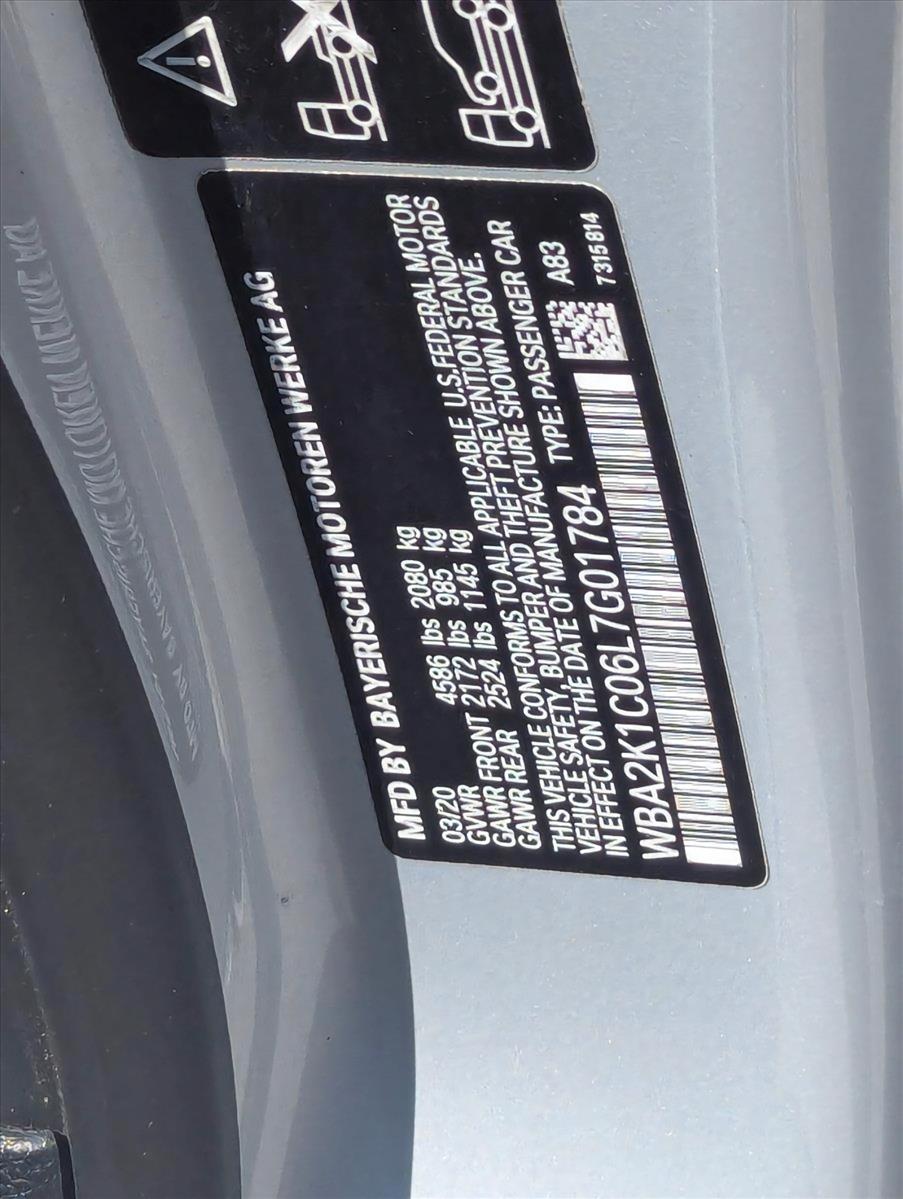 MFD BY BAYERISCHE MOTOREN WERKE AG
03/20
GVWR 4586 lbs 2080 kg
GAWR FRONT 2172 lbs 985 kg
GAWR REAR 2524 lbs 1145 kg
THIS VEHICLE CONFORMS TO ALL APPLICABLE U.S.FEDERAL MOTOR
VEHICLE SAFETY, BUMPER AND THEFT PREVENTION STANDARDS
IN EFFECT ON THE DATE OF MANUFACTURE SHOWN ABOVE.
WBA2K1C06L7G01784 TYPE: PASSENGER CAR
A83
7315814